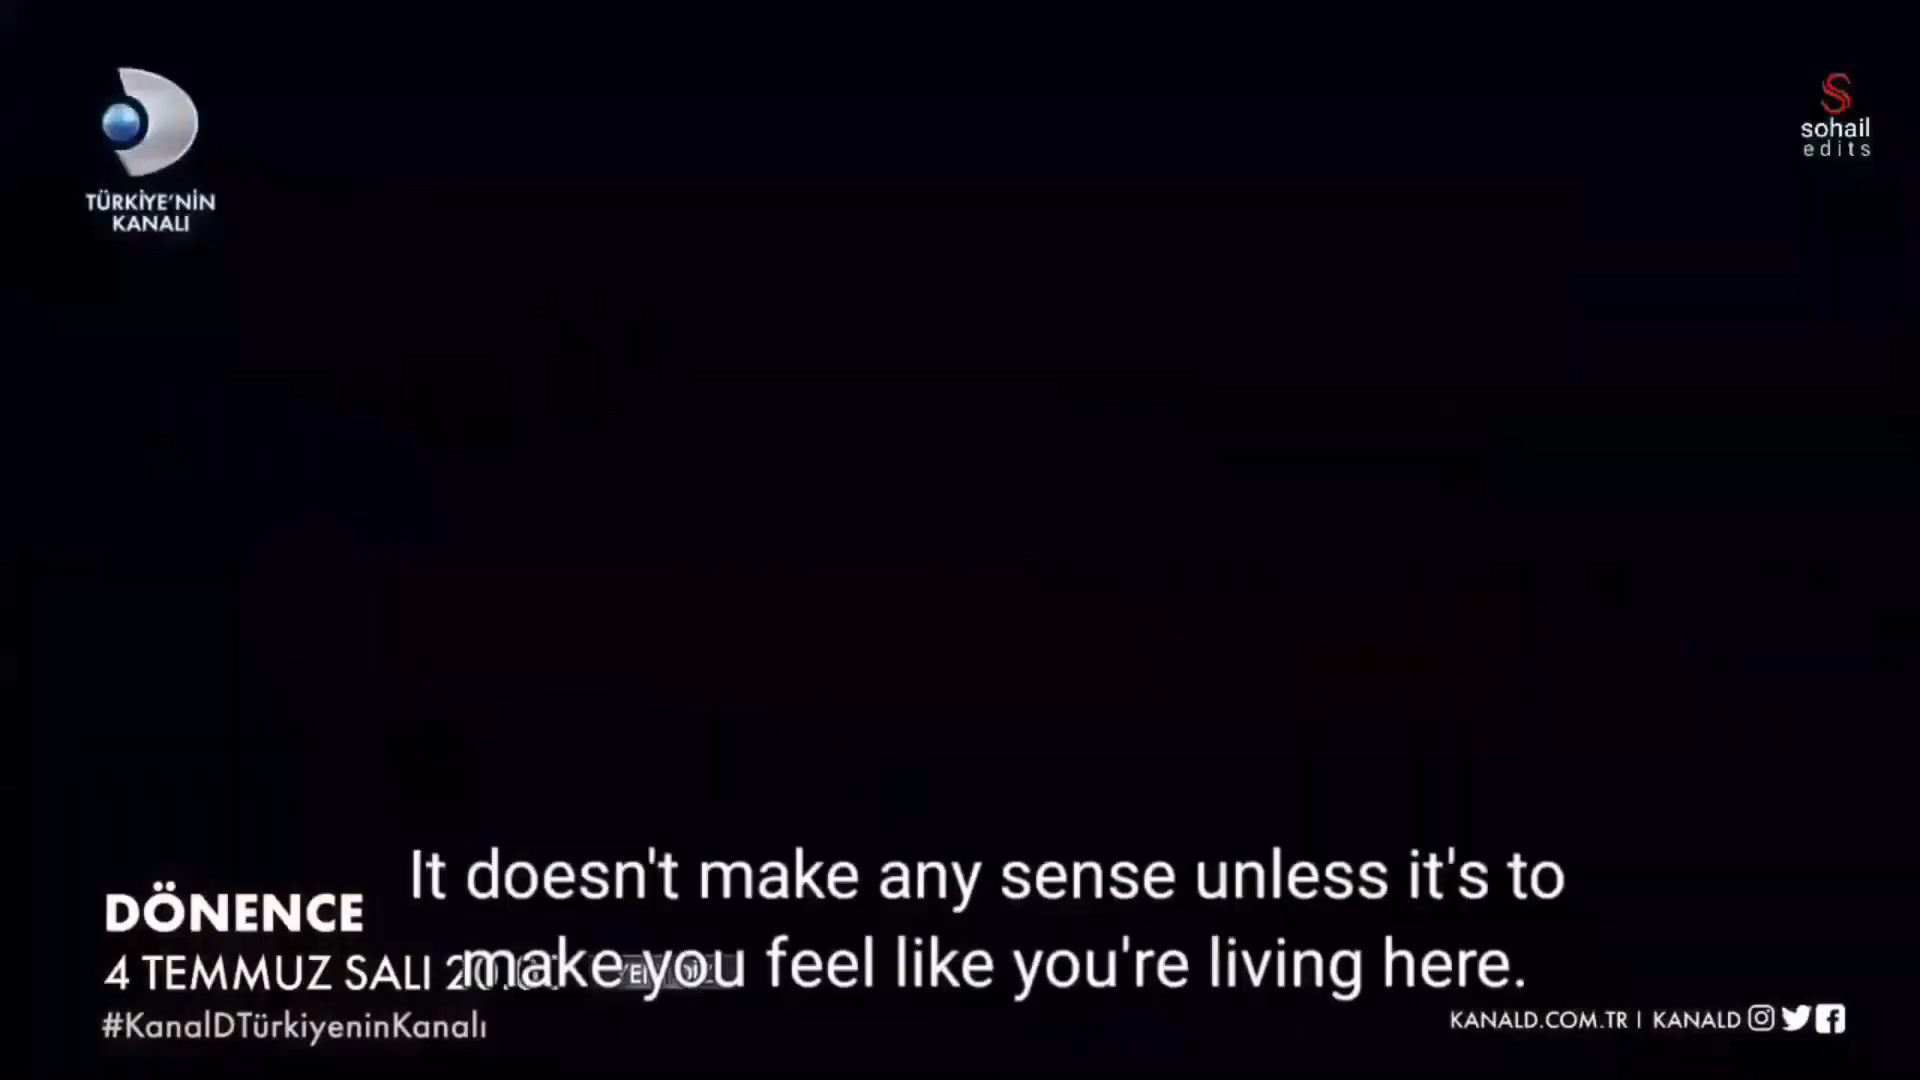 TÜRKİYE'NİN
KANALI
S
sohail
edits
It doesn't make any sense unless it's to
make you feel like you're living here.
DÖNENCE
4 TEMMUZ SALI
#KanalDTürkiyeninKanalı
KANALD.COM.TR | KANALD